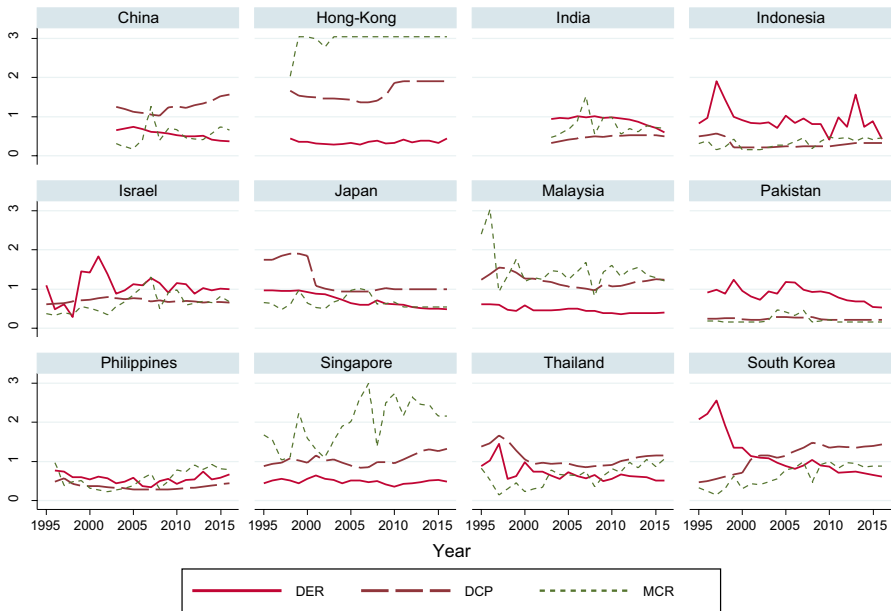 China Hong-Kong India Indonesia
3
2
1
0
Israel Japan Malaysia Pakistan
3
2
1
0
Philippines Singapore Thailand South Korea
3
2
1
0
1995 2000 2005 2010 2015 1995 2000 2005 2010 2015 1995 2000 2005 2010 2015 1995 2000 2005 2010 2015
Year
DER DCP MCR